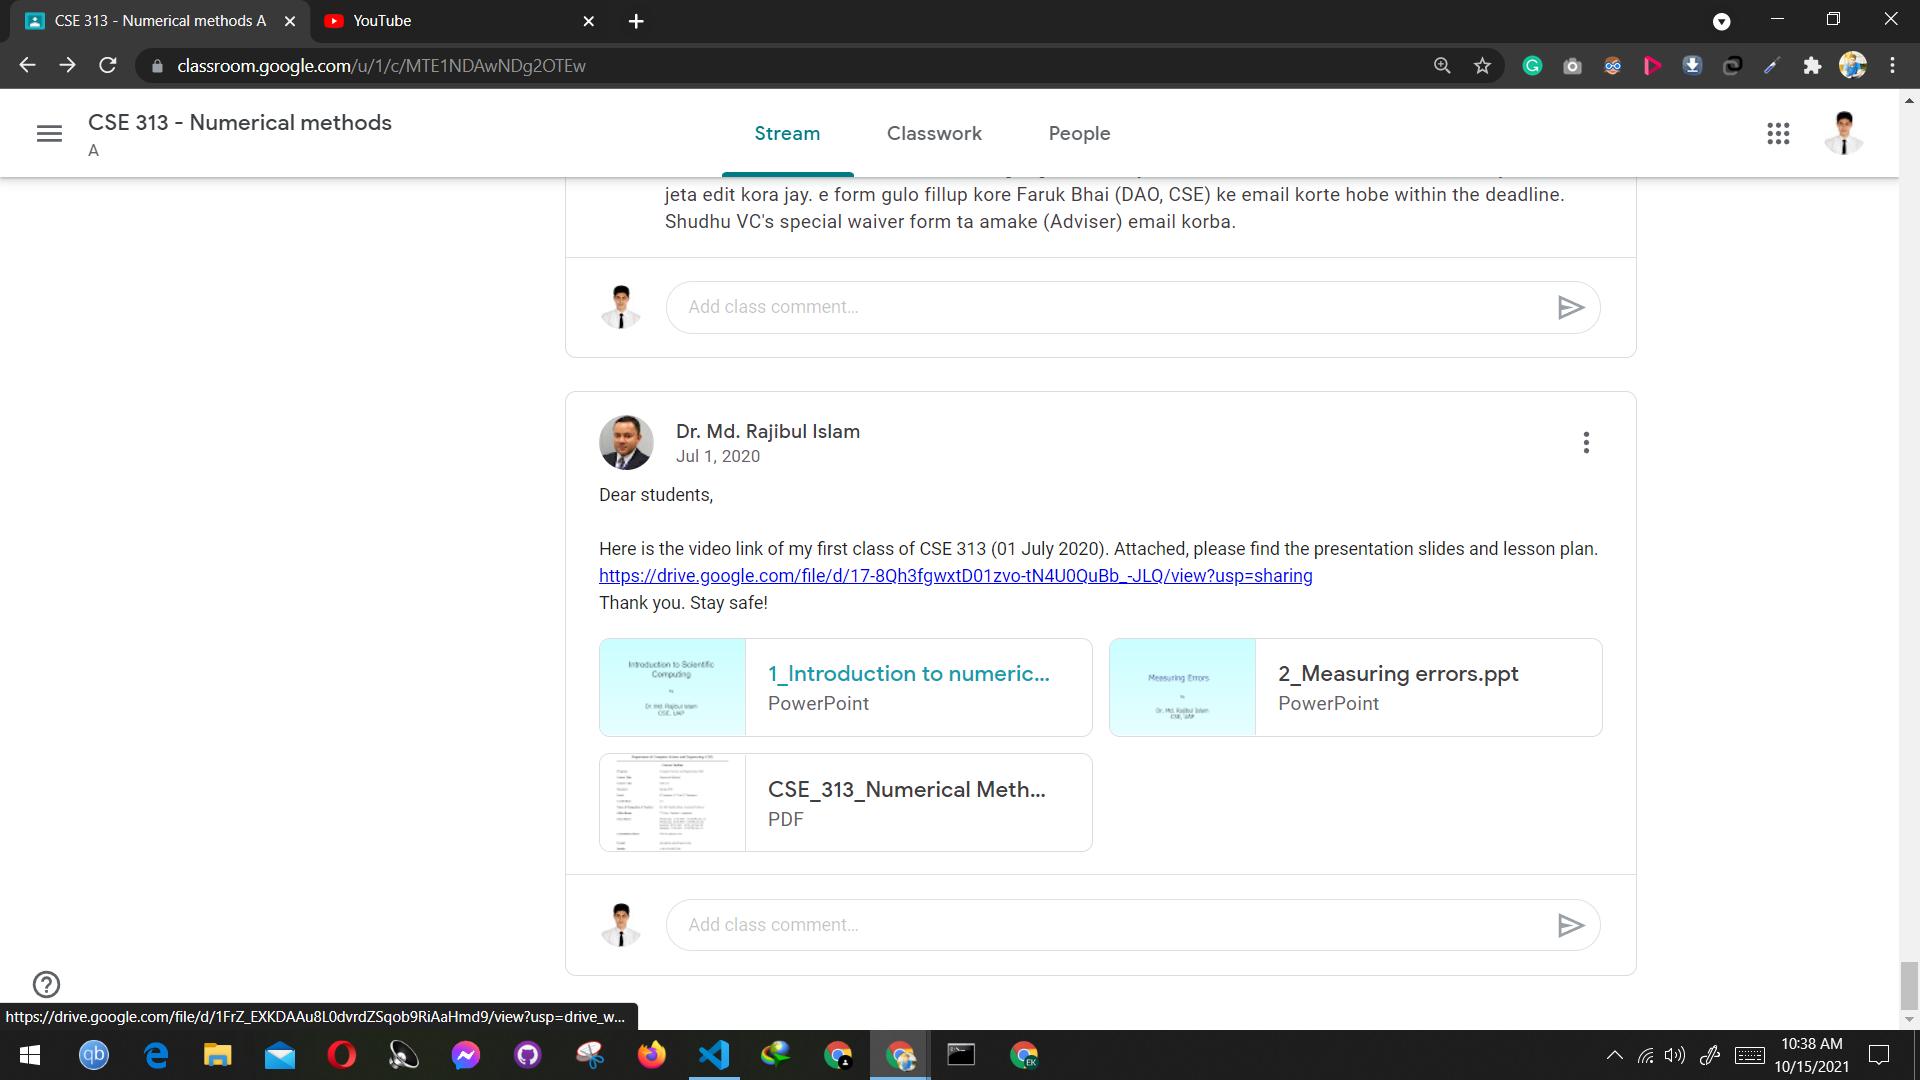 CSE 313 - Numerical methods A
YouTube
classroom.google.com/u/1/c/MTE1NDAwNDg2OTEw
CSE 313 - Numerical methods
A
Stream
Classwork
People
jeta edit kora jay. e form gulo fillup kore Faruk Bhai (DAO, CSE) ke email korte hobe within the deadline.
Shudhu VC's special waiver form ta amake (Adviser) email korba.
Add class comment...
Dr. Md. Rajibul Islam
Jul 1, 2020
Dear students,
Here is the video link of my first class of CSE 313 (01 July 2020). Attached, please find the presentation slides and lesson plan.
https://drive.google.com/file/d/17-8Qh3fgwxtD01zvo-tN4U0QuBb_-JLQ/view?usp=sharing
Thank you. Stay safe!
Introduction to Scientific
Computing
by
Dr. Md. Rajibul Islam
CSE, UAP
1_Introduction to numeric...
PowerPoint
Measuring Errors
by
Dr. Md. Rajibul Islam
CSE, UAP
2_Measuring errors.ppt
PowerPoint
CSE_313_Numerical Meth...
PDF
Add class comment...
https://drive.google.com/file/d/1FrZ_EXKDAAu8L0dvrdZSqob9RiAaHmd9/view?usp=drive_w...
qb
EK
10:38 AM
10/15/2021